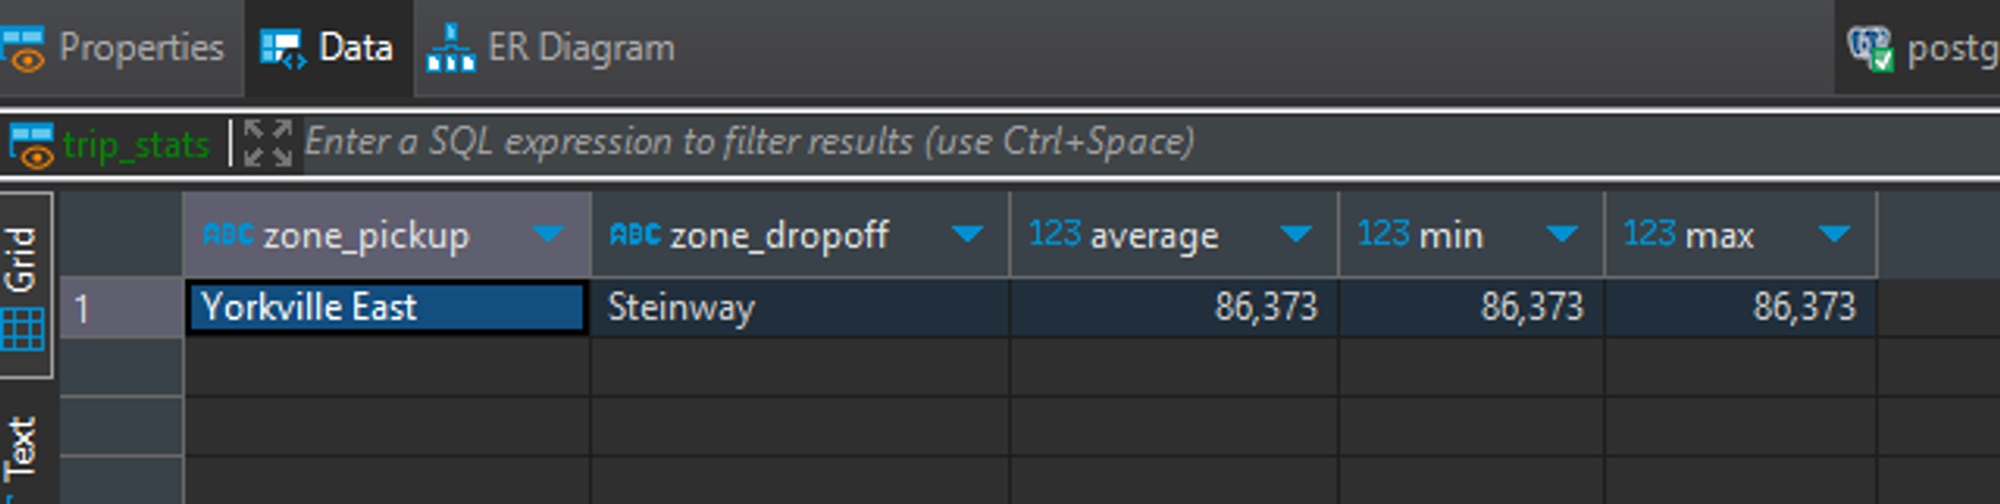 Properties Data ER Diagram postg
trip_stats Enter a SQL expression to filter results (use Ctrl+Space)
ABC zone_pickup ABC zone_dropoff 123 average 123 min 123 max
1 Yorkville East Steinway 86,373 86,373 86,373
Grid
Text